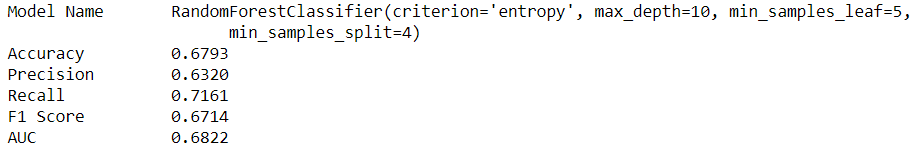 Model Name RandomForestClassifier(criterion='entropy', max_depth=10, min_samples_leaf=5,
min_samples_split=4)
Accuracy 0.6793
Precision 0.6320
Recall 0.7161
F1 Score 0.6714
AUC 0.6822